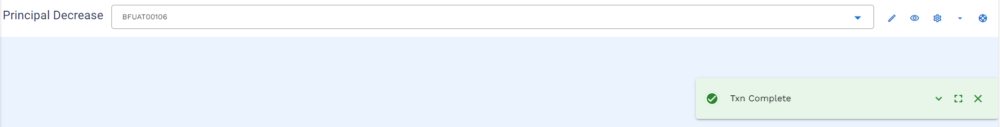 Principal Decrease
BFUAT00106
Txn Complete